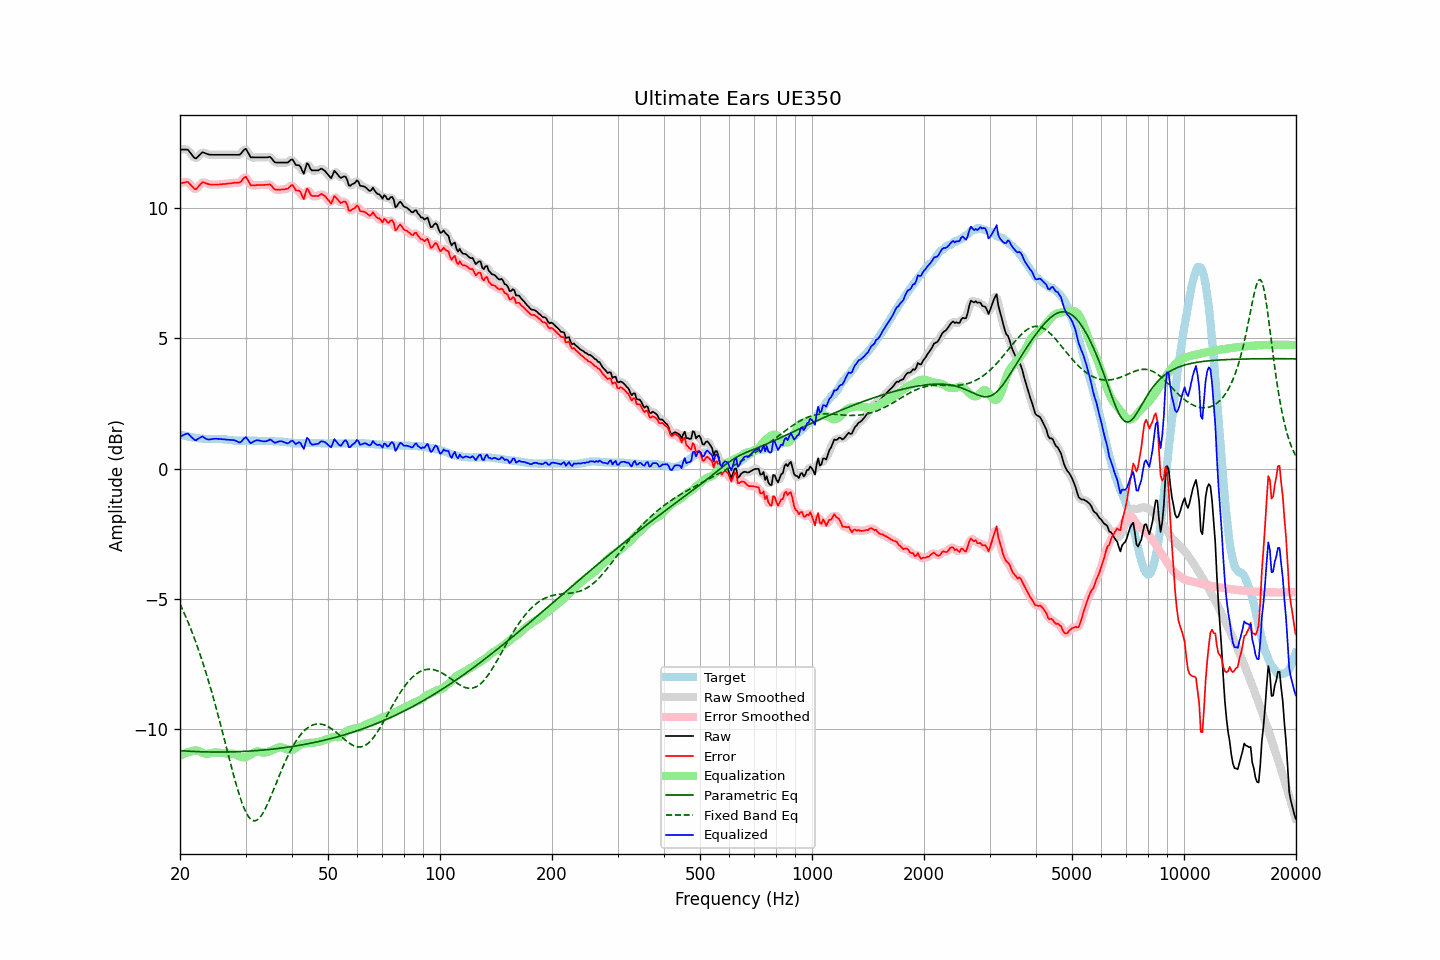 Ultimate Ears UE350
Amplitude (dBr)
10
5
0
−5
−10
Target
Raw Smoothed
Error Smoothed
Raw
Error
Equalization
Parametric Eq
Fixed Band Eq
Equalized
20 50 100 200 500 1000 2000 5000 10000 20000
Frequency (Hz)